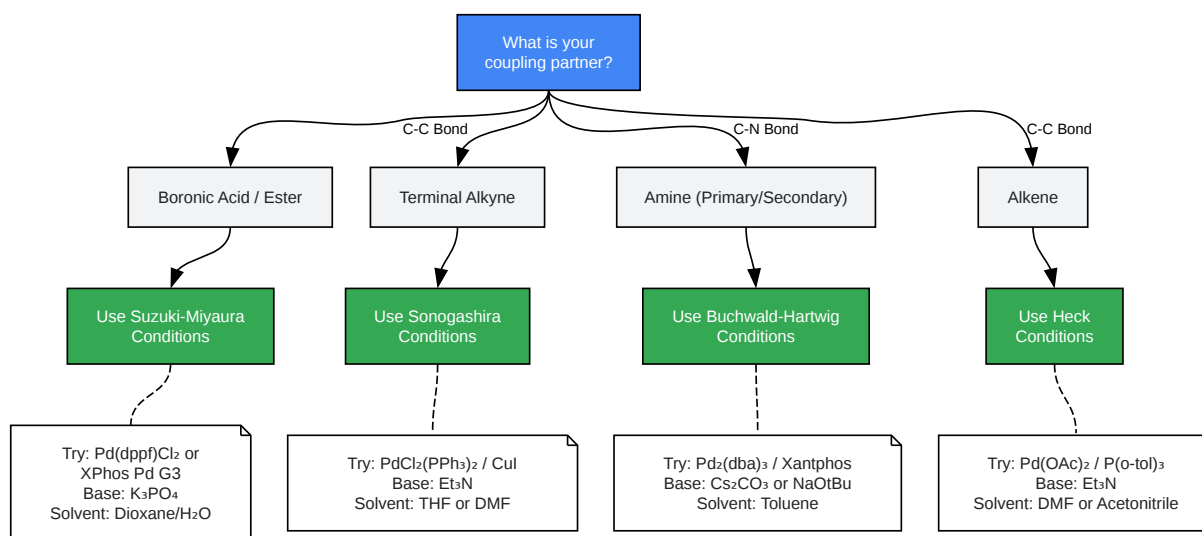 What is your
coupling partner?
C-C Bond
C-N Bond
C-C Bond
Boronic Acid / Ester
Terminal Alkyne
Amine (Primary/Secondary)
Alkene
Use Suzuki-Miyaura
Conditions
Use Sonogashira
Conditions
Use Buchwald-Hartwig
Conditions
Use Heck
Conditions
Try: Pd(dppf)Cl₂ or
XPhos Pd G3
Base: K₃PO₄
Solvent: Dioxane/H₂O
Try: PdCl₂(PPh₃)₂ / CuI
Base: Et₃N
Solvent: THF or DMF
Try: Pd₂(dba)₃ / Xantphos
Base: Cs₂CO₃ or NaOtBu
Solvent: Toluene
Try: Pd(OAc)₂ / P(o-tol)₃
Base: Et₃N
Solvent: DMF or Acetonitrile